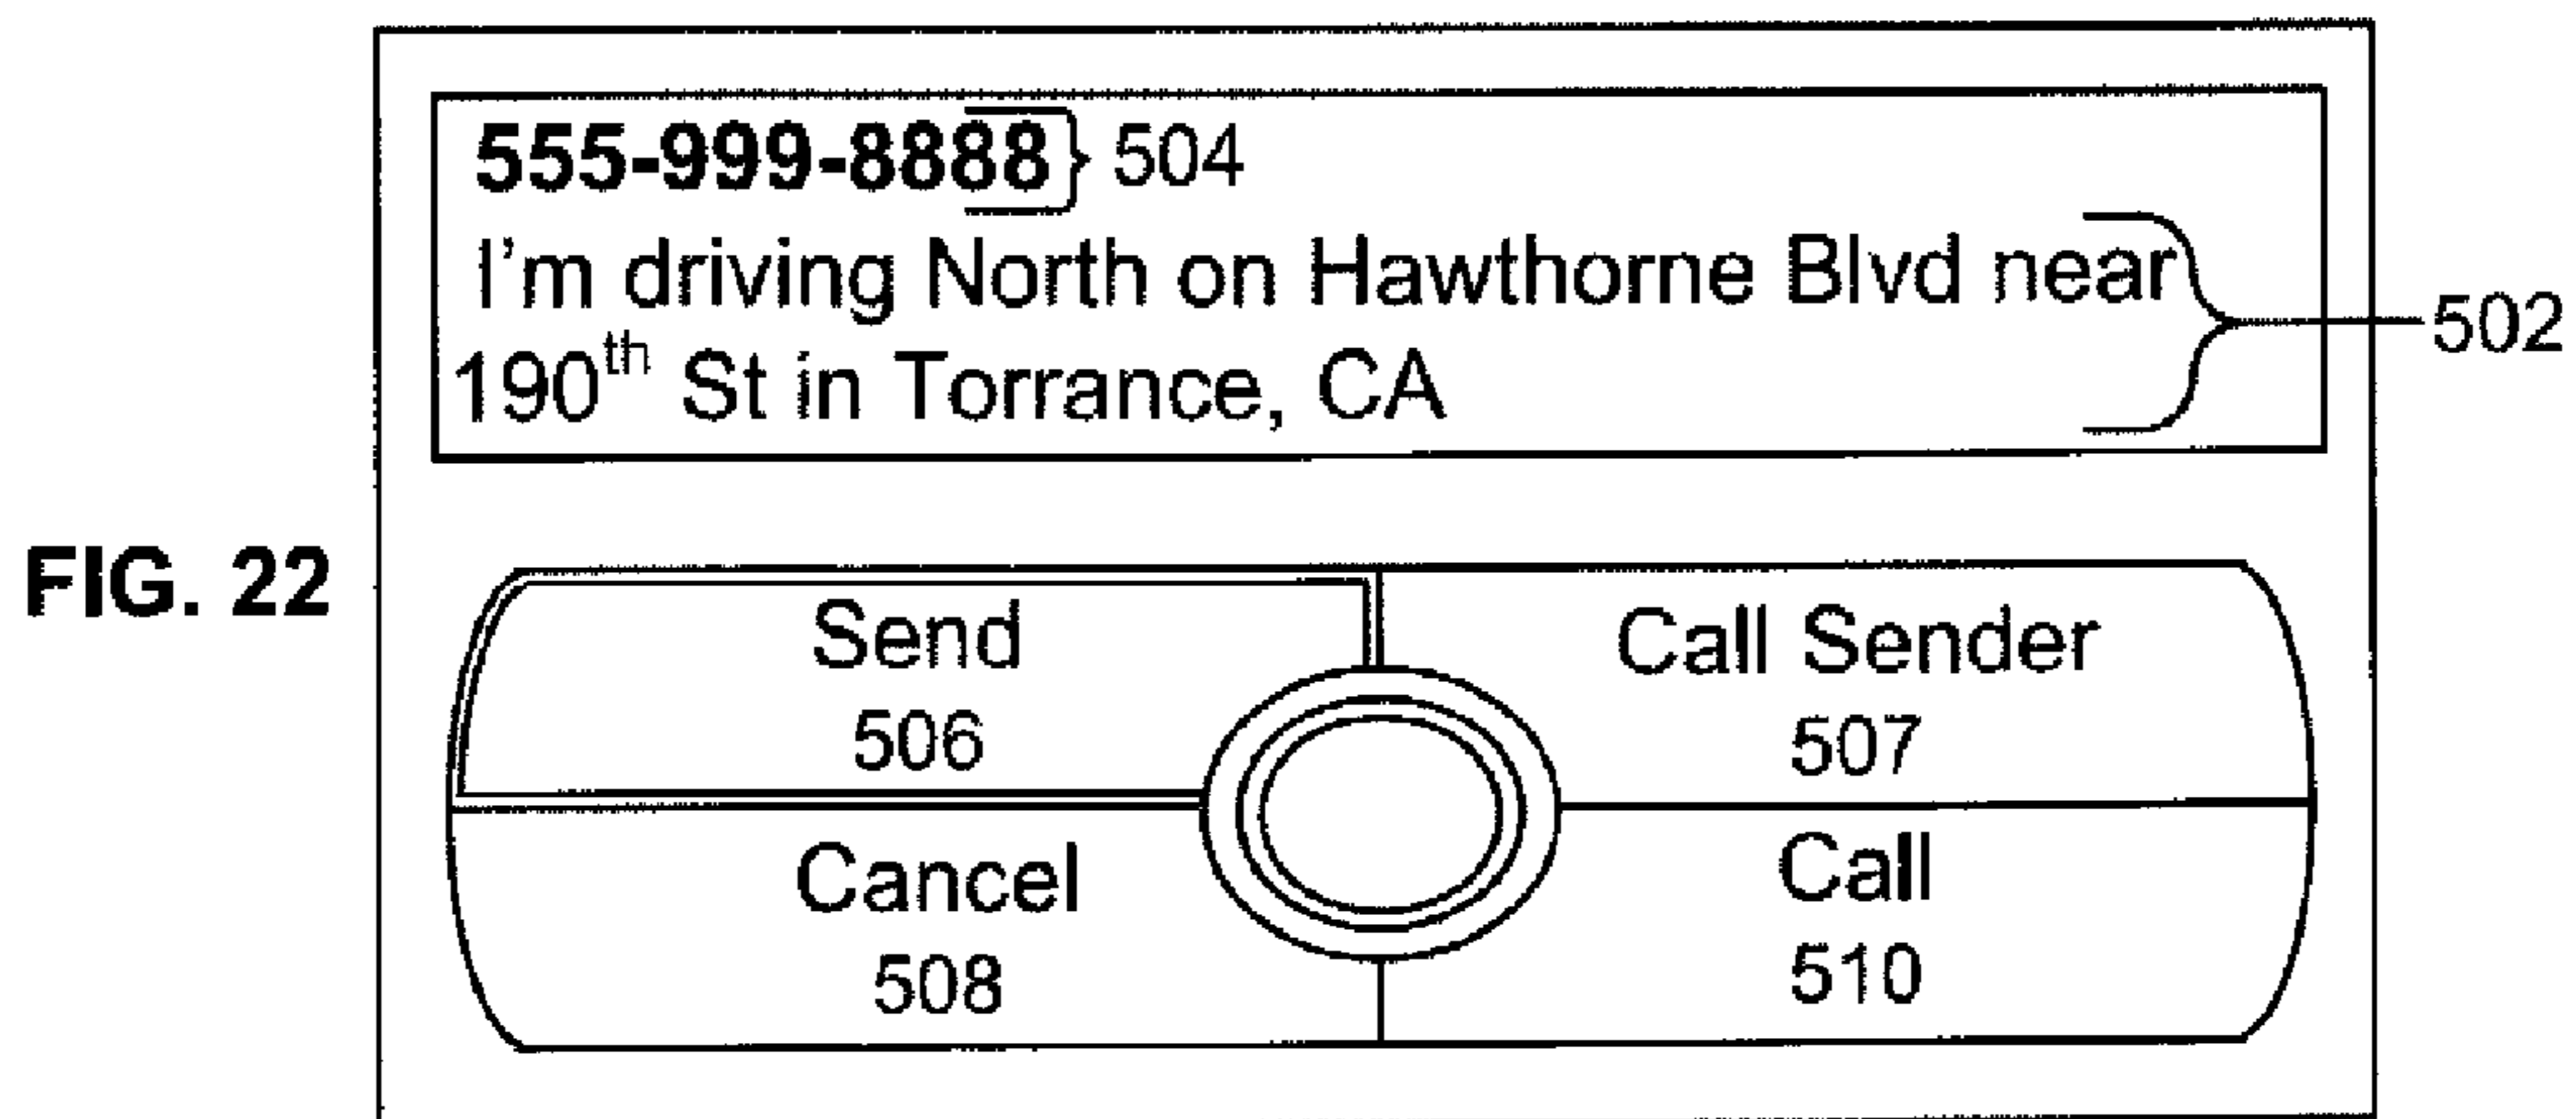 555-999-8888 504
I'm driving North on Hawthorne Blvd near
502
190th St in Torrance, CA
FIG. 22
Send
506
Call Sender
507
Cancel
508
Call
510